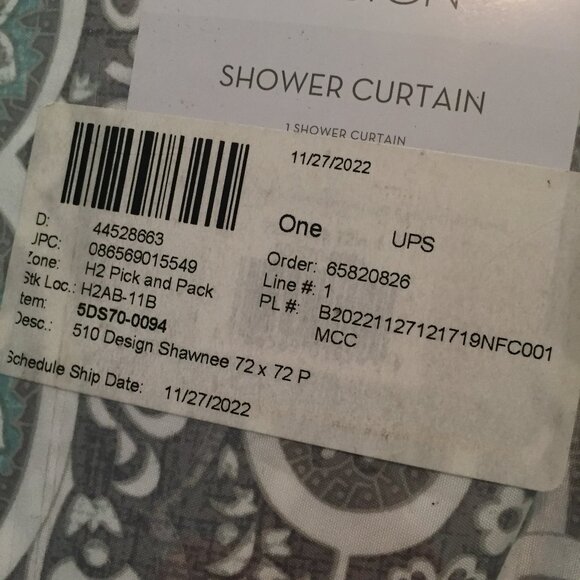 SHOWER CURTAIN
1 SHOWER CURTAIN
11/27/2022
One UPS
D: 44528663
UPC: 086569015549
Zone: H2 Pick and Pack
Stk Loc.: H2AB-11B
Item: 5DS70-0094
Desc.: 510 Design Shawnee 72 x 72 P
Order: 65820826
Line #: 1
PL #: B20221127121719NFC001
MCC
Schedule Ship Date: 11/27/2022